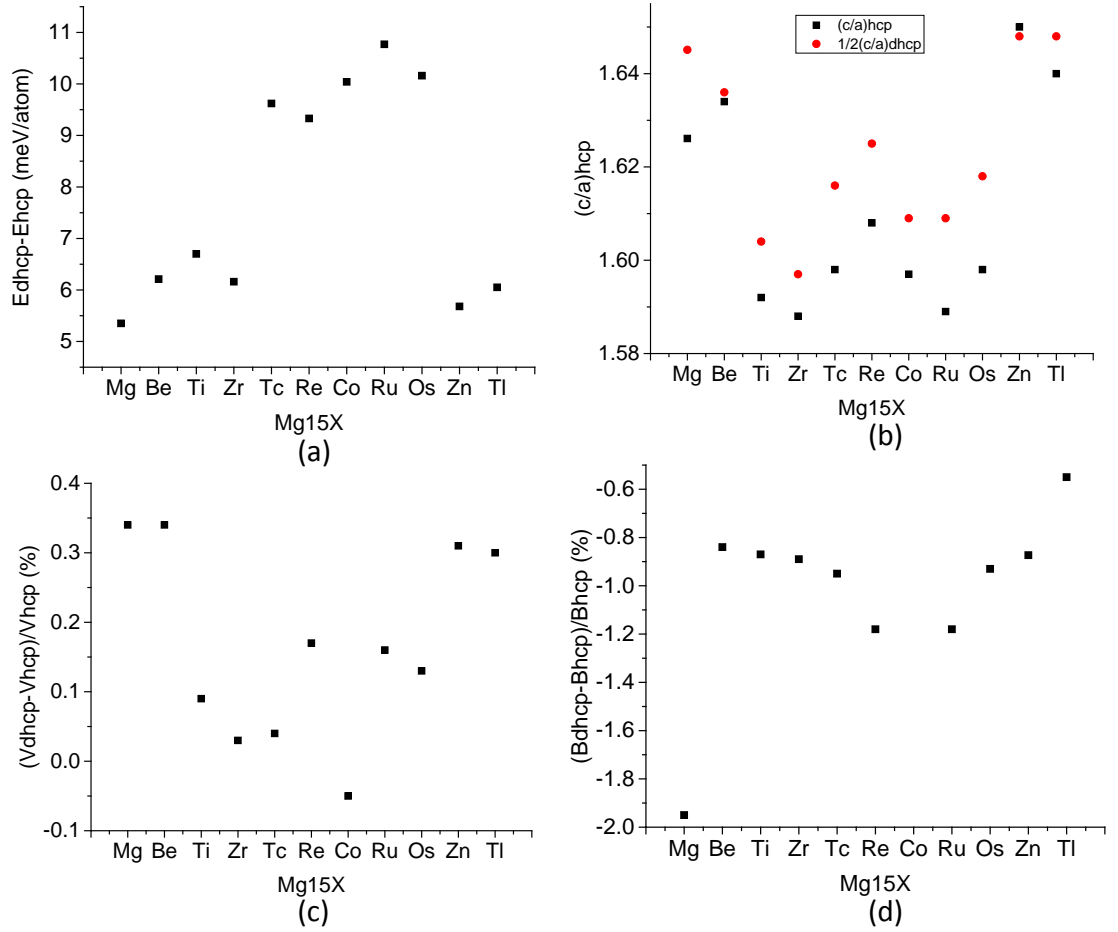 Edhcp-Ehcp (meV/atom)
11
10
9
8
7
6
5
Mg Be Ti Zr Tc Re Co Ru Os Zn Tl
Mg15X
(a)
(c/a)hcp
(c/a)hcp
1/2(c/a)dhcp
1.64
1.62
1.60
1.58
Mg Be Ti Zr Tc Re Co Ru Os Zn Tl
Mg15X
(b)
(Vdhcp-Vhcp)/Vhcp (%)
0.4
0.3
0.2
0.1
0.0
-0.1
Mg Be Ti Zr Tc Re Co Ru Os Zn Tl
Mg15X
(c)
(Bdhcp-Bhcp)/Bhcp (%)
-0.6
-0.8
-1.0
-1.2
-1.4
-1.6
-1.8
-2.0
Mg Be Ti Zr Tc Re Co Ru Os Zn Tl
Mg15X
(d)